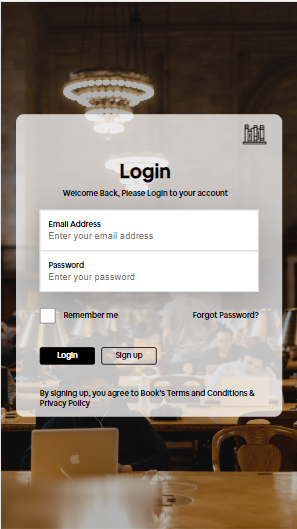 Login
Welcome Back, Please Login to your account
Email Address
Enter your email address
Password
Enter your password
Remember me Forgot Password?
Login Sign up
By signing up, you agree to Book's Terms and Conditions &
Privacy Policy